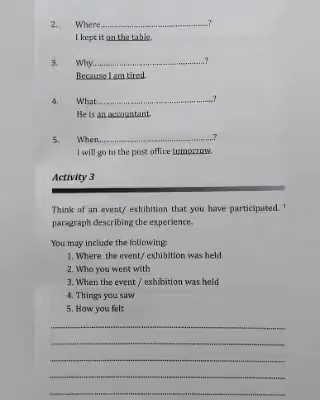 2. Where..............................................?
I kept it on the table.
3. Why..............................................?
Because I am tired.
4. What..............................................?
He is an accountant.
5. When..............................................?
I will go to the post office tomorrow.
Activity 3
Think of an event/ exhibition that you have participated.
paragraph describing the experience.
You may include the following:
1. Where the event/ exhibition was held
2. Who you went with
3. When the event / exhibition was held
4. Things you saw
5. How you felt